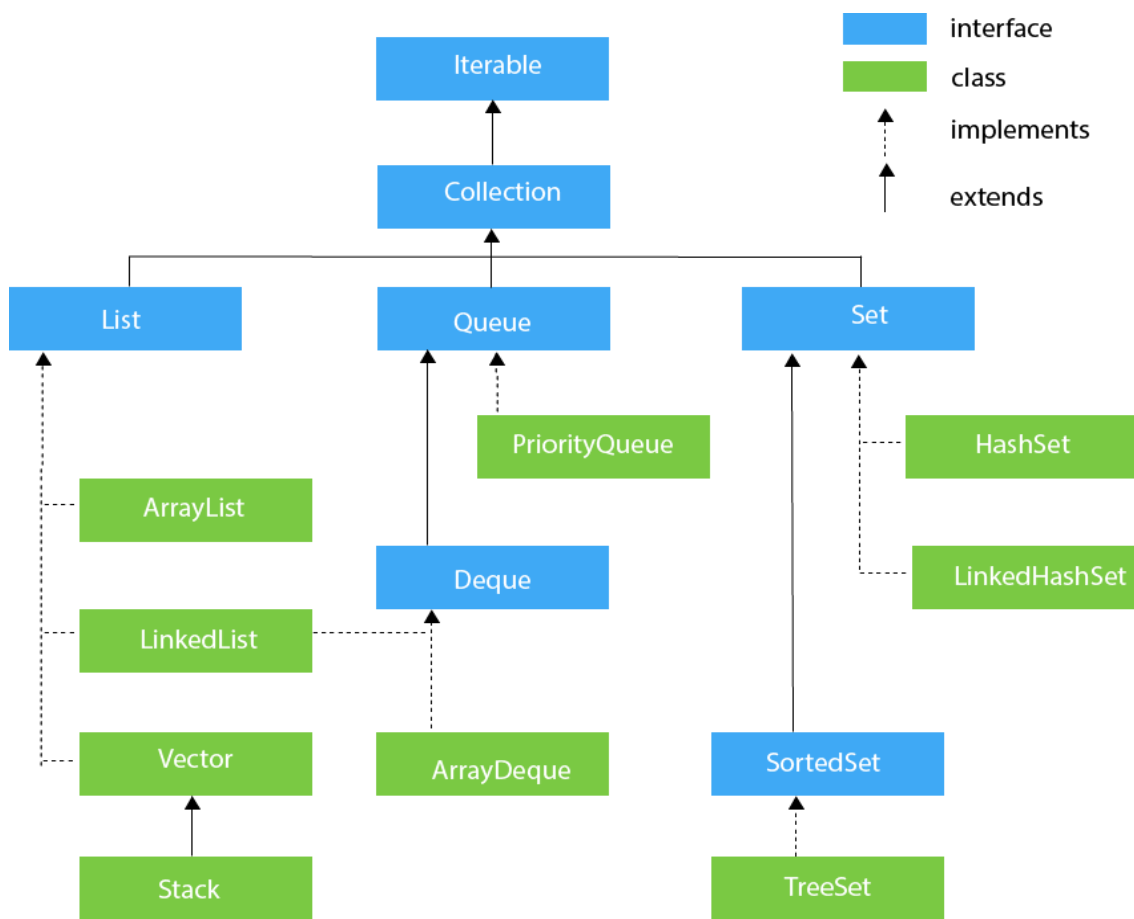 Iterable
interface
class
implements
extends
Collection
List
Queue
Set
PriorityQueue
HashSet
ArrayList
Deque
LinkedHashSet
LinkedList
Vector
ArrayDeque
SortedSet
Stack
TreeSet